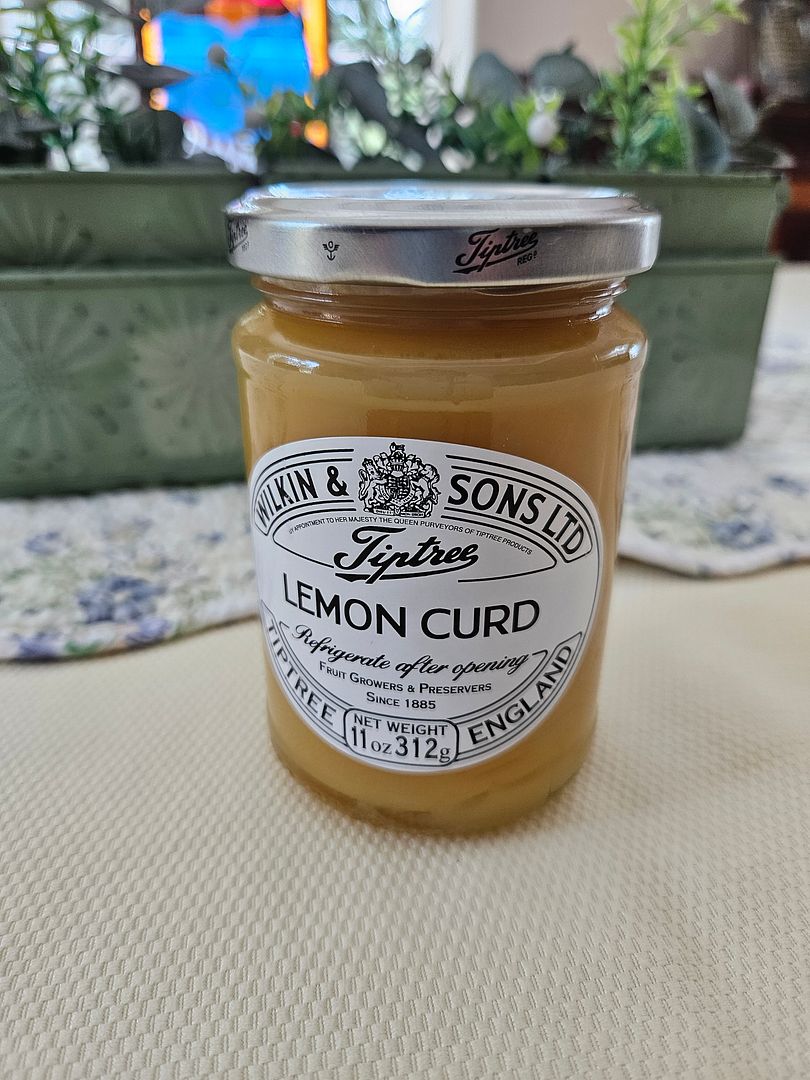 Tiptree
REGD
WILKIN & SONS LTD
BY APPOINTMENT TO HER MAJESTY THE QUEEN PURVEYORS OF TIPTREE PRODUCTS
Tiptree
LEMON CURD
Refrigerate after opening
FRUIT GROWERS & PRESERVERS
SINCE 1885
TIPTREE ENGLAND
NET WEIGHT
11oz 312g